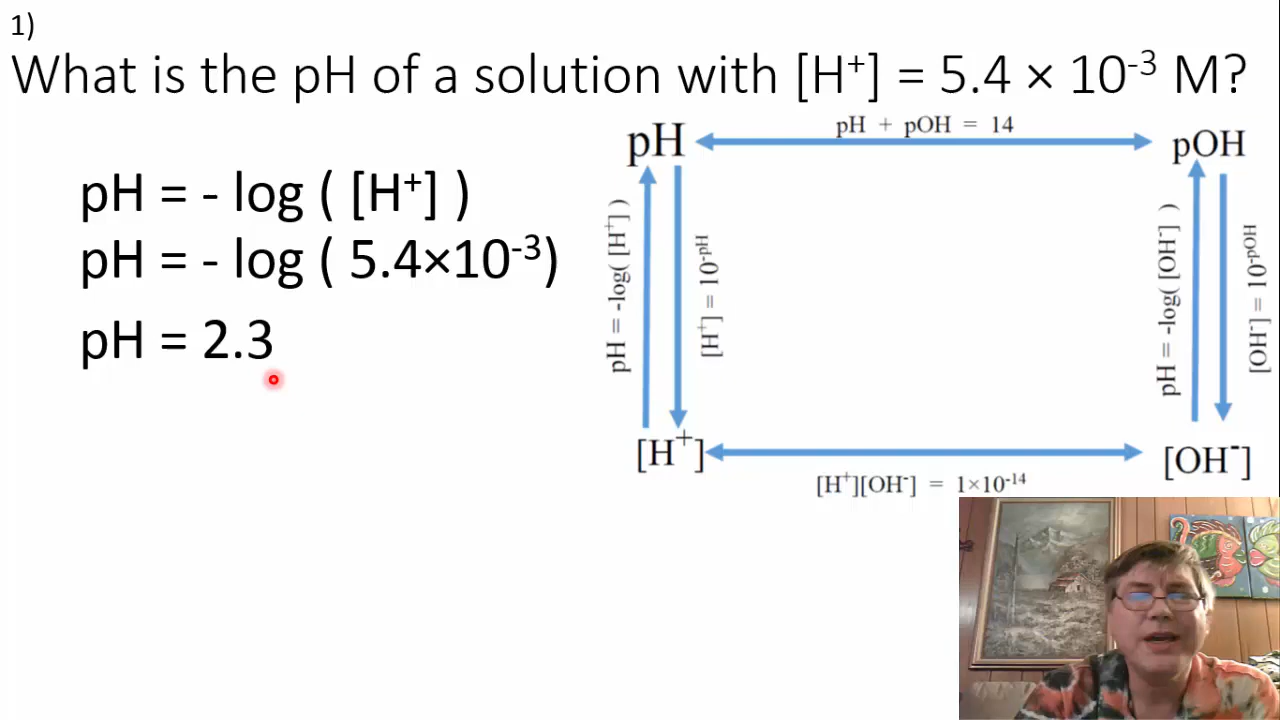 1)
What is the pH of a solution with [H⁺] = 5.4 × 10⁻³ M?
pH + pOH = 14
pH
pOH
pH = - log ( [H⁺] )
pH = - log ( 5.4×10⁻³)
pH = 2.3
pH = -log( [H⁺] )
[H⁺] = 10⁻ᵖᴴ
pH = -log( [OH⁻] )
[OH⁻] = 10⁻ᵖᴼᴴ
[H⁺]
[OH⁻]
[H⁺][OH⁻] = 1×10⁻¹⁴